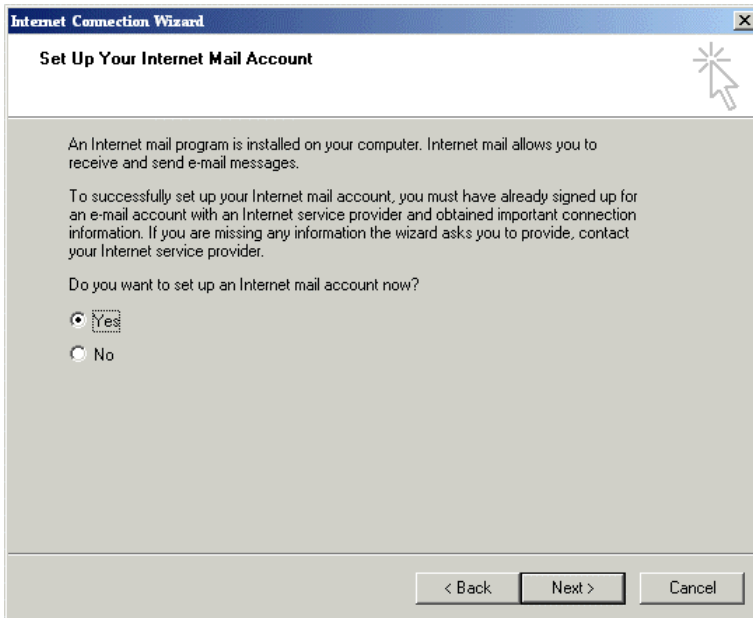 Internet Connection Wizard
Set Up Your Internet Mail Account
An Internet mail program is installed on your computer. Internet mail allows you to
receive and send e-mail messages.
To successfully set up your Internet mail account, you must have already signed up for
an e-mail account with an Internet service provider and obtained important connection
information. If you are missing any information the wizard asks you to provide, contact
your Internet service provider.
Do you want to set up an Internet mail account now?
Yes
No
< Back Next > Cancel